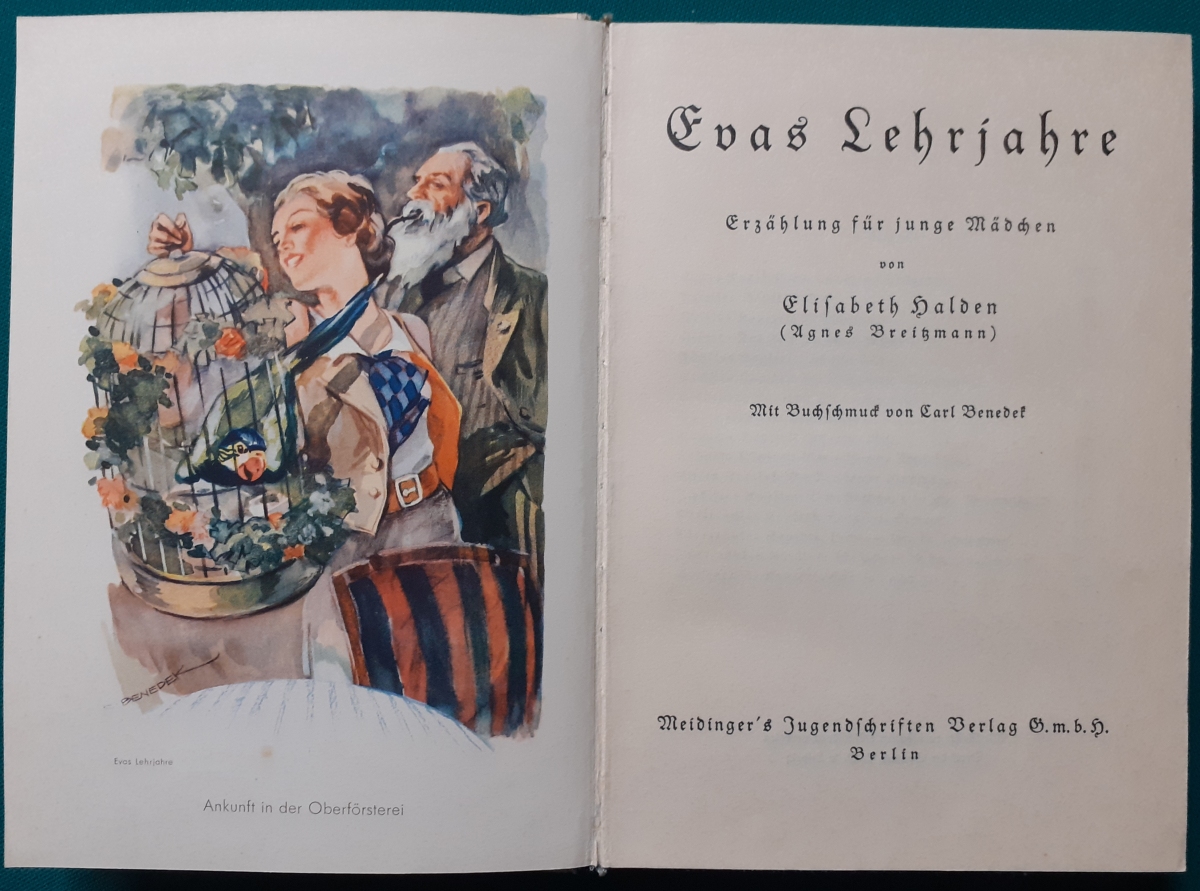 BENEDEK
Evas Lehrjahre
Ankunft in der Oberförsterei
Evas Lehrjahre
Erzählung für junge Mädchen
von
Eliſabeth Halden
(Agnes Breitzmann)
Mit Buchſchmuck von Carl Benedek
Meidinger's Jugendſchriften Verlag G.m.b.H.
Berlin